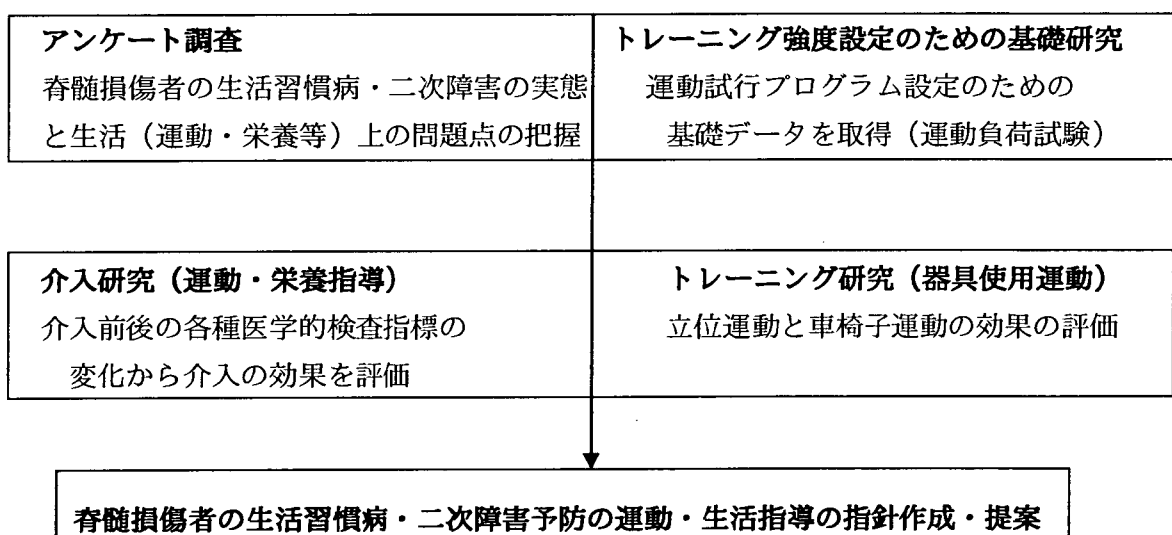 アンケート調査
脊髄損傷者の生活習慣病・二次障害の実態
と生活（運動・栄養等）上の問題点の把握
トレーニング強度設定のための基礎研究
運動試行プログラム設定のための
基礎データを取得（運動負荷試験）
介入研究（運動・栄養指導）
介入前後の各種医学的検査指標の
変化から介入の効果を評価
トレーニング研究（器具使用運動）
立位運動と車椅子運動の効果の評価
脊髄損傷者の生活習慣病・二次障害予防の運動・生活指導の指針作成・提案